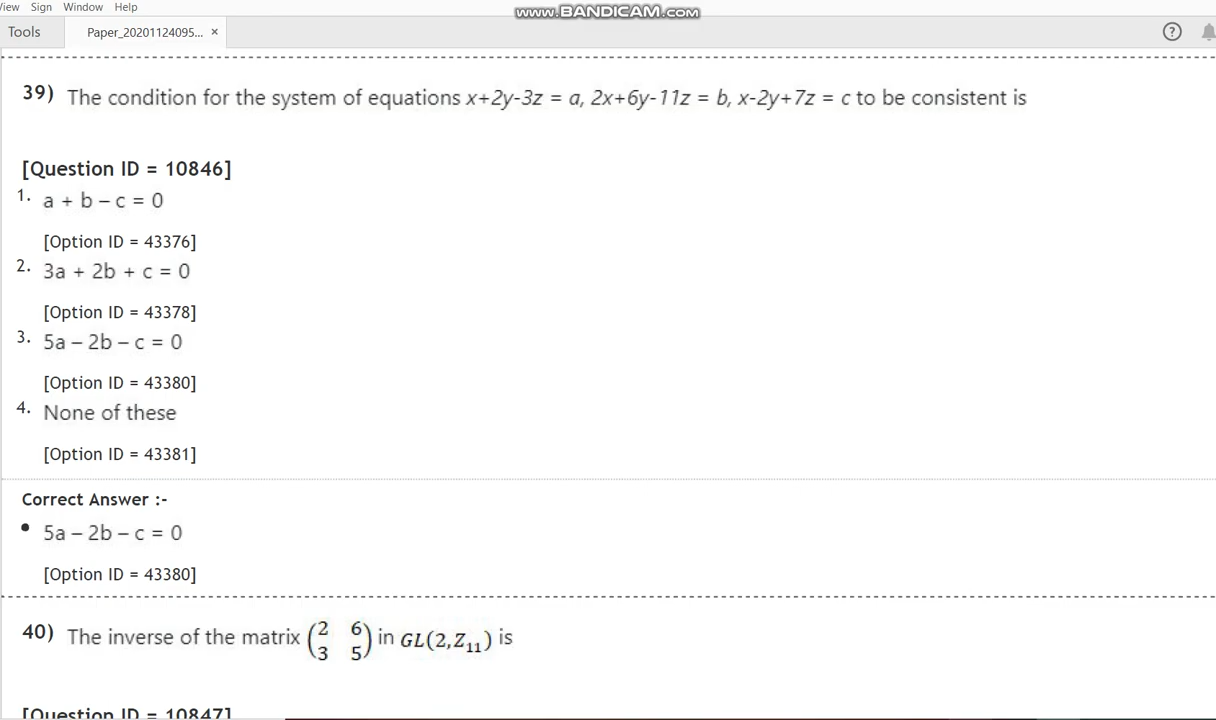 View Sign Window Help
www.BANDICAM.com
Tools Paper_20201124095... × ?
39) The condition for the system of equations x+2y-3z = a, 2x+6y-11z = b, x-2y+7z = c to be consistent is
[Question ID = 10846]
1. a + b – c = 0
[Option ID = 43376]
2. 3a + 2b + c = 0
[Option ID = 43378]
3. 5a – 2b – c = 0
[Option ID = 43380]
4. None of these
[Option ID = 43381]
Correct Answer :-
• 5a – 2b – c = 0
[Option ID = 43380]
40) The inverse of the matrix (2 6
3 5) in GL(2,Z₁₁) is
[Question ID = 10847]